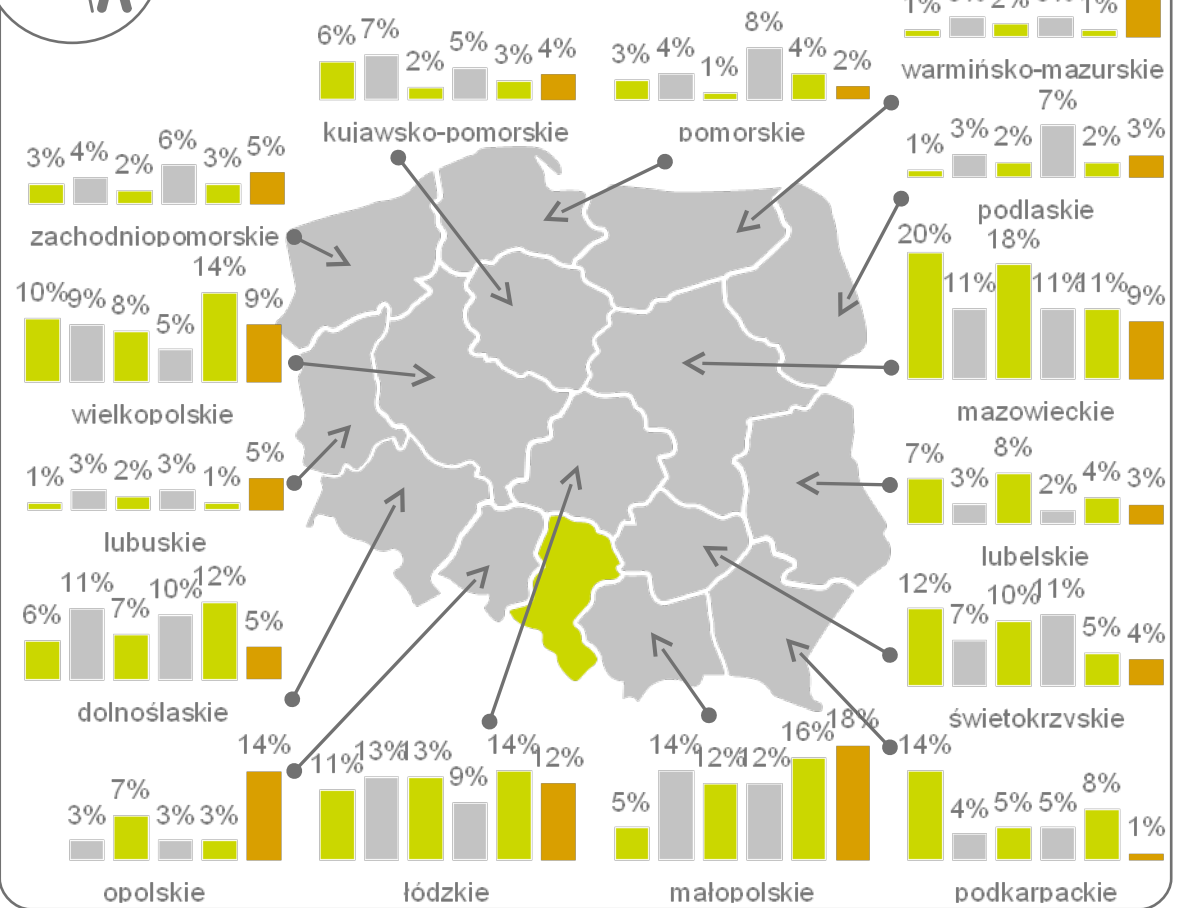 6% 7% 2% 5% 3% 4%
kujawsko-pomorskie
3% 4% 1% 8% 4% 2%
pomorskie
1% 2% 1%
warmińsko-mazurskie
3% 4% 2% 6% 3% 5%
zachodniopomorskie
1% 3% 2% 7% 2% 3%
podlaskie
10% 9% 8% 5% 14% 9%
wielkopolskie
20% 11% 18% 11% 11% 9%
mazowieckie
1% 3% 2% 3% 1% 5%
lubuskie
7% 3% 8% 2% 4% 3%
lubelskie
6% 11% 7% 10% 12% 5%
dolnośląskie
12% 7% 10% 11% 5% 4%
świętokrzyskie
3% 7% 3% 3% 14%
opolskie
11% 13% 13% 9% 14% 12%
łódzkie
5% 14% 12% 12% 16% 18%
małopolskie
14% 4% 5% 5% 8% 1%
podkarpackie